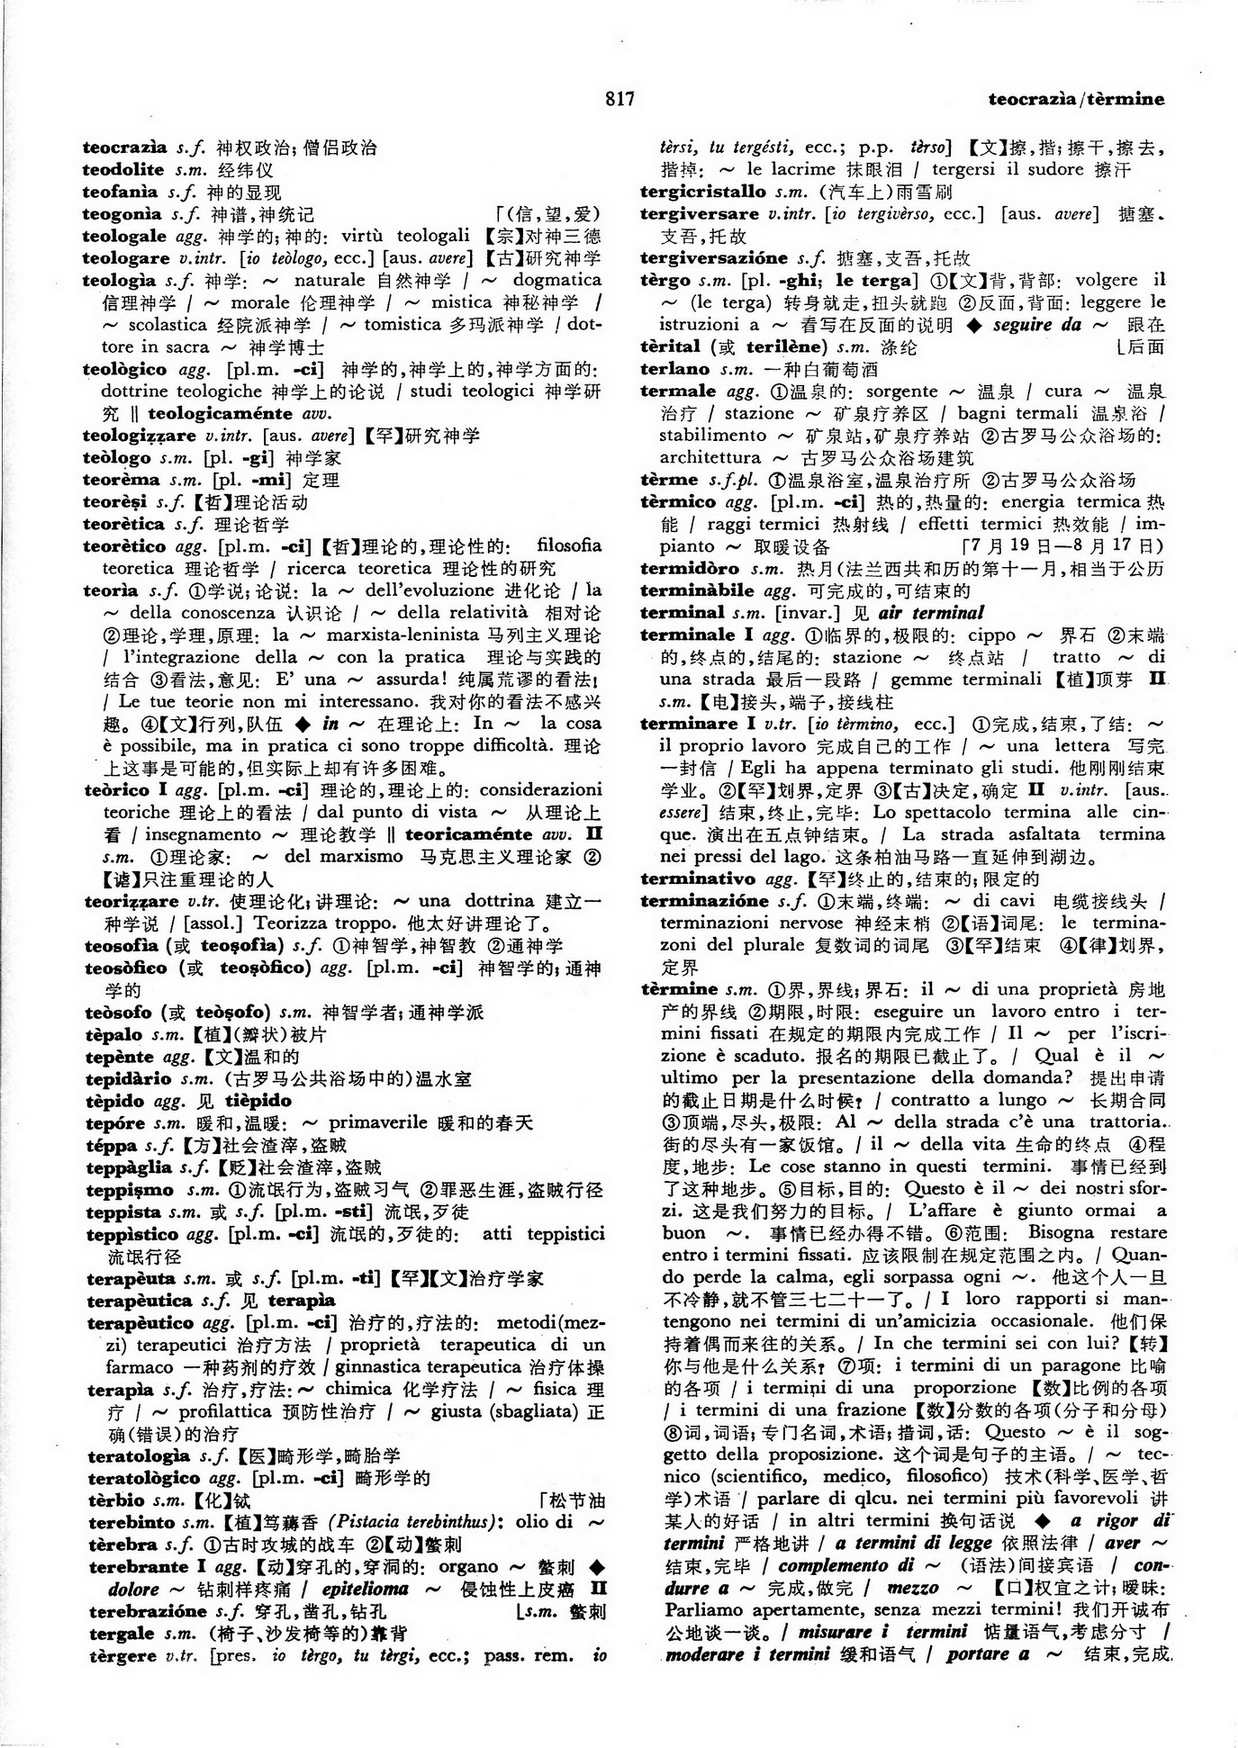 817
teocrazìa/tèrmine
teocrazìa s.f. 神权政治; 僧侣政治
teodolite s.m. 经纬仪
teofanìa s.f. 神的显现
teogonìa s.f. 神谱,神统记 「(信,望,爱)
teologale agg. 神学的;神的: virtù teologali 【宗】对神三德
teologare v.intr. [io teòlogo, ecc.] [aus. avere] 【古】研究神学
teologìa s.f. 神学: ～ naturale 自然神学 / ～ dogmatica
信理神学 / ～ morale 伦理神学 / ～ mistica 神秘神学 /
～ scolastica 经院派神学 / ～ tomistica 多玛派神学 / dot-
tore in sacra ～ 神学博士
teològico agg. [pl.m. -ci] 神学的,神学上的,神学方面的:
dottrine teologiche 神学上的论说 / studi teologici 神学研
究 ‖ teologicaménte avv.
teologiẓẓare v.intr. [aus. avere] 【罕】研究神学
teòlogo s.m. [pl. -gi] 神学家
teorèma s.m. [pl. -mi] 定理
teorèṣi s.f. 【哲】理论活动
teorètica s.f. 理论哲学
teorètico agg. [pl.m. -ci] 【哲】理论的,理论性的: filosofia
teoretica 理论哲学 / ricerca teoretica 理论性的研究
teorìa s.f. ①学说;论说: la ～ dell'evoluzione 进化论 / la
～ della conoscenza 认识论 / ～ della relatività 相对论
②理论,学理,原理: la ～ marxista-leninista 马列主义理论
/ l'integrazione della ～ con la pratica 理论与实践的
结合 ③看法,意见: E' una ～ assurda! 纯属荒谬的看法!
/ Le tue teorie non mi interessano. 我对你的看法不感兴
趣。 ④【文】行列,队伍 ◆ in ～ 在理论上: In ～ la cosa
è possibile, ma in pratica ci sono troppe difficoltà. 理论
上这事是可能的,但实际上却有许多困难。
teòrico I agg. [pl.m. -ci] 理论的,理论上的: considerazioni
teoriche 理论上的看法 / dal punto di vista ～ 从理论上
看 / insegnamento ～ 理论教学 ‖ teoricaménte avv. II
s.m. ①理论家: ～ del marxismo 马克思主义理论家 ②
【谑】只注重理论的人
teoriẓẓare v.tr. 使理论化;讲理论: ～ una dottrina 建立一
种学说 / [assol.] Teorizza troppo. 他太好讲理论了。
teosofìa (或 teoṣofìa) s.f. ①神智学,神智教 ②通神学
teosòfico (或 teoṣòfico) agg. [pl.m. -ci] 神智学的;通神
学的
teòsofo (或 teòṣofo) s.m. 神智学者;通神学派
tèpalo s.m. 【植】(瓣状)被片
tepènte agg. 【文】温和的
tepidàrio s.m. (古罗马公共浴场中的)温水室
tèpido agg. 见 tièpido
tepóre s.m. 暖和,温暖: ～ primaverile 暖和的春天
téppa s.f. 【方】社会渣滓,盗贼
teppàglia s.f. 【贬】社会渣滓,盗贼
teppiṣmo s.m. ①流氓行为,盗贼习气 ②罪恶生涯,盗贼行径
teppista s.m. 或 s.f. [pl.m. -sti] 流氓,歹徒
teppìstico agg. [pl.m. -ci] 流氓的,歹徒的: atti teppistici
流氓行径
terapèuta s.m. 或 s.f. [pl.m. -ti] 【罕】【文】治疗学家
terapèutica s.f. 见 terapìa
terapèutico agg. [pl.m. -ci] 治疗的,疗法的: metodi(mez-
zi) terapeutici 治疗方法 / proprietà terapeutica di un
farmaco 一种药剂的疗效 / ginnastica terapeutica 治疗体操
terapìa s.f. 治疗,疗法:～ chimica 化学疗法 / ～ fisica 理
疗 / ～ profilattica 预防性治疗 / ～ giusta (sbagliata) 正
确(错误)的治疗
teratologìa s.f. 【医】畸形学,畸胎学
teratològico agg. [pl.m. -ci] 畸形学的
tèrbio s.m. 【化】铽 「松节油
terebinto s.m. 【植】笃薅香 (Pistacia terebinthus): olio di ～
tèrebra s.f. ①古时攻城的战车 ②【动】螫刺
terebrante I agg. 【动】穿孔的,穿洞的: organo ～ 螫刺 ◆
dolore ～ 钻刺样疼痛 / epitelioma ～ 侵蚀性上皮癌 II
terebrazióne s.f. 穿孔,凿孔,钻孔 ⌊s.m. 螫刺
tergale s.m. (椅子、沙发椅等的)靠背
tèrgere v.tr. [pres. io tèrgo, tu tèrgi, ecc.; pass. rem. io
tèrsi, tu tergésti, ecc.; p.p. tèrso] 【文】擦,揩;擦干,擦去,
揩掉: ～ le lacrime 抹眼泪 / tergersi il sudore 擦汗
tergicristallo s.m. (汽车上)雨雪刷
tergiversare v.intr. [io tergivèrso, ecc.] [aus. avere] 搪塞、
支吾,托故
tergiversazióne s.f. 搪塞,支吾,托故
tèrgo s.m. [pl. -ghi; le terga] ①【文】背,背部: volgere il
～ (le terga) 转身就走,扭头就跑 ②反面,背面: leggere le
istruzioni a ～ 看写在反面的说明 ◆ seguire da ～ 跟在
tèrital (或 terilène) s.m. 涤纶 ⌊后面
terlano s.m. 一种白葡萄酒
termale agg. ①温泉的: sorgente ～ 温泉 / cura ～ 温泉
治疗 / stazione ～ 矿泉疗养区 / bagni termali 温泉浴 /
stabilimento ～ 矿泉站,矿泉疗养站 ②古罗马公众浴场的:
architettura ～ 古罗马公众浴场建筑
tèrme s.f.pl. ①温泉浴室,温泉治疗所 ②古罗马公众浴场
tèrmico agg. [pl.m. -ci] 热的,热量的: energia termica 热
能 / raggi termici 热射线 / effetti termici 热效能 / im-
pianto ～ 取暖设备 「7 月 19 日—8 月 17 日)
termidòro s.m. 热月(法兰西共和历的第十一月,相当于公历
terminàbile agg. 可完成的,可结束的
terminal s.m. [invar.] 见 air terminal
terminale I agg. ①临界的,极限的: cippo ～ 界石 ②末端
的,终点的,结尾的: stazione ～ 终点站 / tratto ～ di
una strada 最后一段路 / gemme terminali 【植】顶芽 II
s.m. 【电】接头,端子,接线柱
terminare I v.tr. [io tèrmino, ecc.] ①完成,结束,了结: ～
il proprio lavoro 完成自己的工作 / ～ una lettera 写完
一封信 / Egli ha appena terminato gli studi. 他刚刚结束
学业。 ②【罕】划界,定界 ③【古】决定,确定 II v.intr. [aus.
essere] 结束,终止,完毕: Lo spettacolo termina alle cin-
que. 演出在五点钟结束。 / La strada asfaltata termina
nei pressi del lago. 这条柏油马路一直延伸到湖边。
terminativo agg. 【罕】终止的,结束的;限定的
terminazióne s.f. ①末端,终端: ～ di cavi 电缆接线头 /
terminazioni nervose 神经末梢 ②【语】词尾: le termina-
zoni del plurale 复数词的词尾 ③【罕】结束 ④【律】划界,
定界
tèrmine s.m. ①界,界线;界石: il ～ di una proprietà 房地
产的界线 ②期限,时限: eseguire un lavoro entro i ter-
mini fissati 在规定的期限内完成工作 / Il ～ per l'iscri-
zione è scaduto. 报名的期限已截止了。 / Qual è il ～
ultimo per la presentazione della domanda? 提出申请
的截止日期是什么时候? / contratto a lungo ～ 长期合同
③顶端,尽头,极限: Al ～ della strada c'è una trattoria.
街的尽头有一家饭馆。 / il ～ della vita 生命的终点 ④程
度,地步: Le cose stanno in questi termini. 事情已经到
了这种地步。 ⑤目标,目的: Questo è il ～ dei nostri sfor-
zi. 这是我们努力的目标。 / L'affare è giunto ormai a
buon ～. 事情已经办得不错。 ⑥范围: Bisogna restare
entro i termini fissati. 应该限制在规定范围之内。 / Quan-
do perde la calma, egli sorpassa ogni ～. 他这个人一旦
不冷静,就不管三七二十一了。 / I loro rapporti si man-
tengono nei termini di un'amicizia occasionale. 他们保
持着偶而来往的关系。 / In che termini sei con lui? 【转】
你与他是什么关系? ⑦项: i termini di un paragone 比喻
的各项 / i termini di una proporzione 【数】比例的各项
/ i termini di una frazione 【数】分数的各项(分子和分母)
⑧词,词语;专门名词,术语;措词,话: Questo ～ è il sog-
getto della proposizione. 这个词是句子的主语。 / ～ tec-
nico (scientifico, medico, filosofico) 技术(科学、医学、哲
学)术语 / parlare di qlcu. nei termini più favorevoli 讲
某人的好话 / in altri termini 换句话说 ◆ a rigor di
termini 严格地讲 / a termini di legge 依照法律 / aver ～
结束,完毕 / complemento di ～ (语法)间接宾语 / con-
durre a ～ 完成,做完 / mezzo ～ 【口】权宜之计;暧昧:
Parliamo apertamente, senza mezzi termini! 我们开诚布
公地谈一谈。 / misurare i termini 掂量语气,考虑分寸 /
moderare i termini 缓和语气 / portare a ～ 结束,完成.